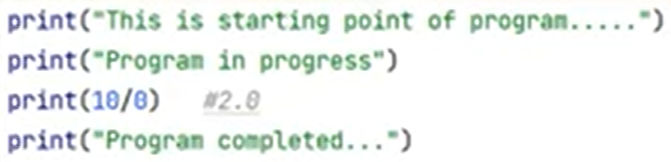 print("This is starting point of program.....")
print("Program in progress")
print(10/0)   #2.0
print("Program completed...")